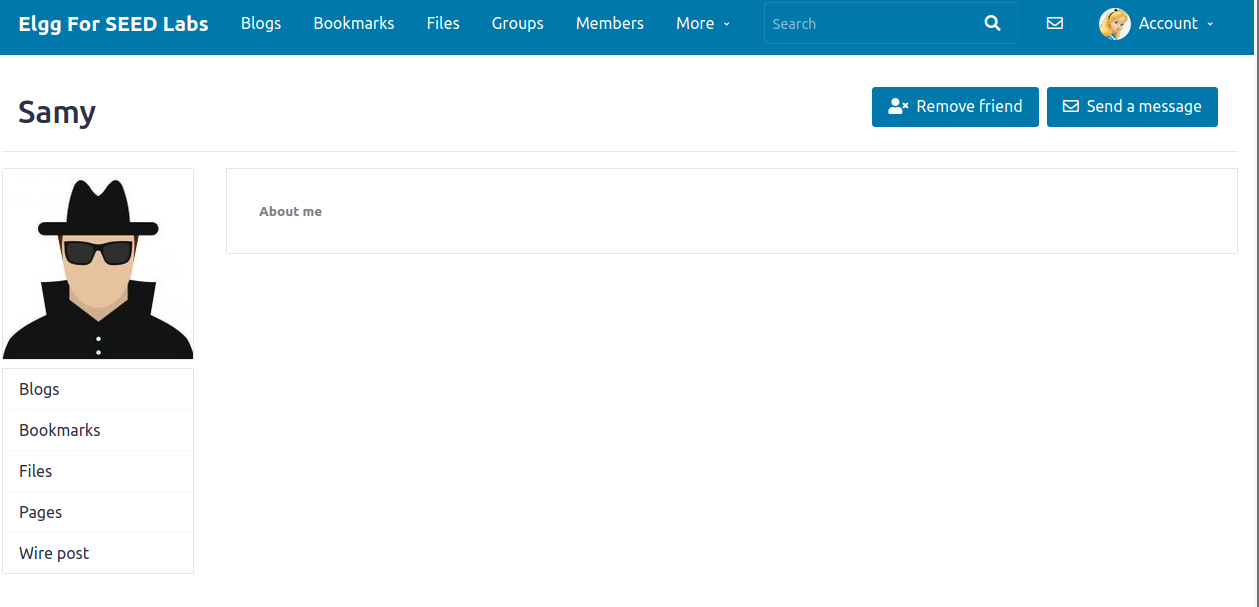 Elgg For SEED Labs Blogs Bookmarks Files Groups Members More Search Account
Samy Remove friend Send a message
About me
Blogs
Bookmarks
Files
Pages
Wire post